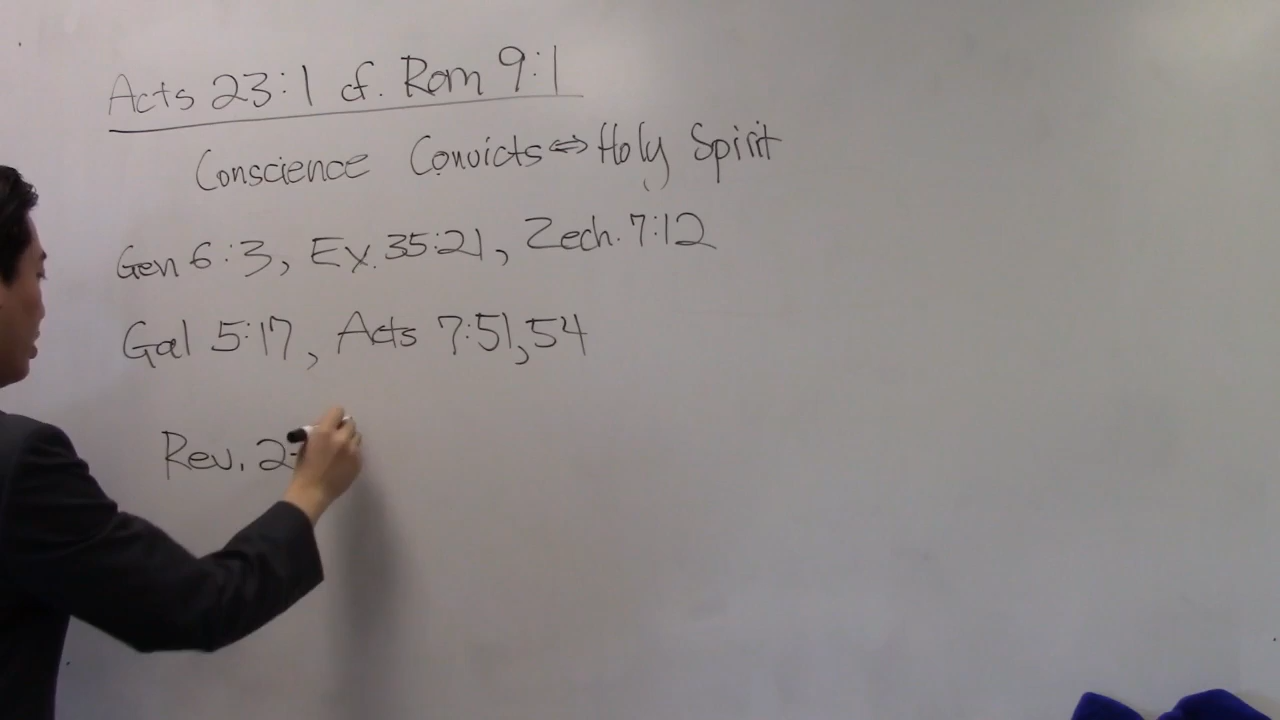 Acts 23:1 cf. Rom 9:1
Conscience Convicts ⇔ Holy Spirit
Gen 6:3, Ex. 35:21, Zech. 7:12
Gal 5:17, Acts 7:51,54
Rev. 2